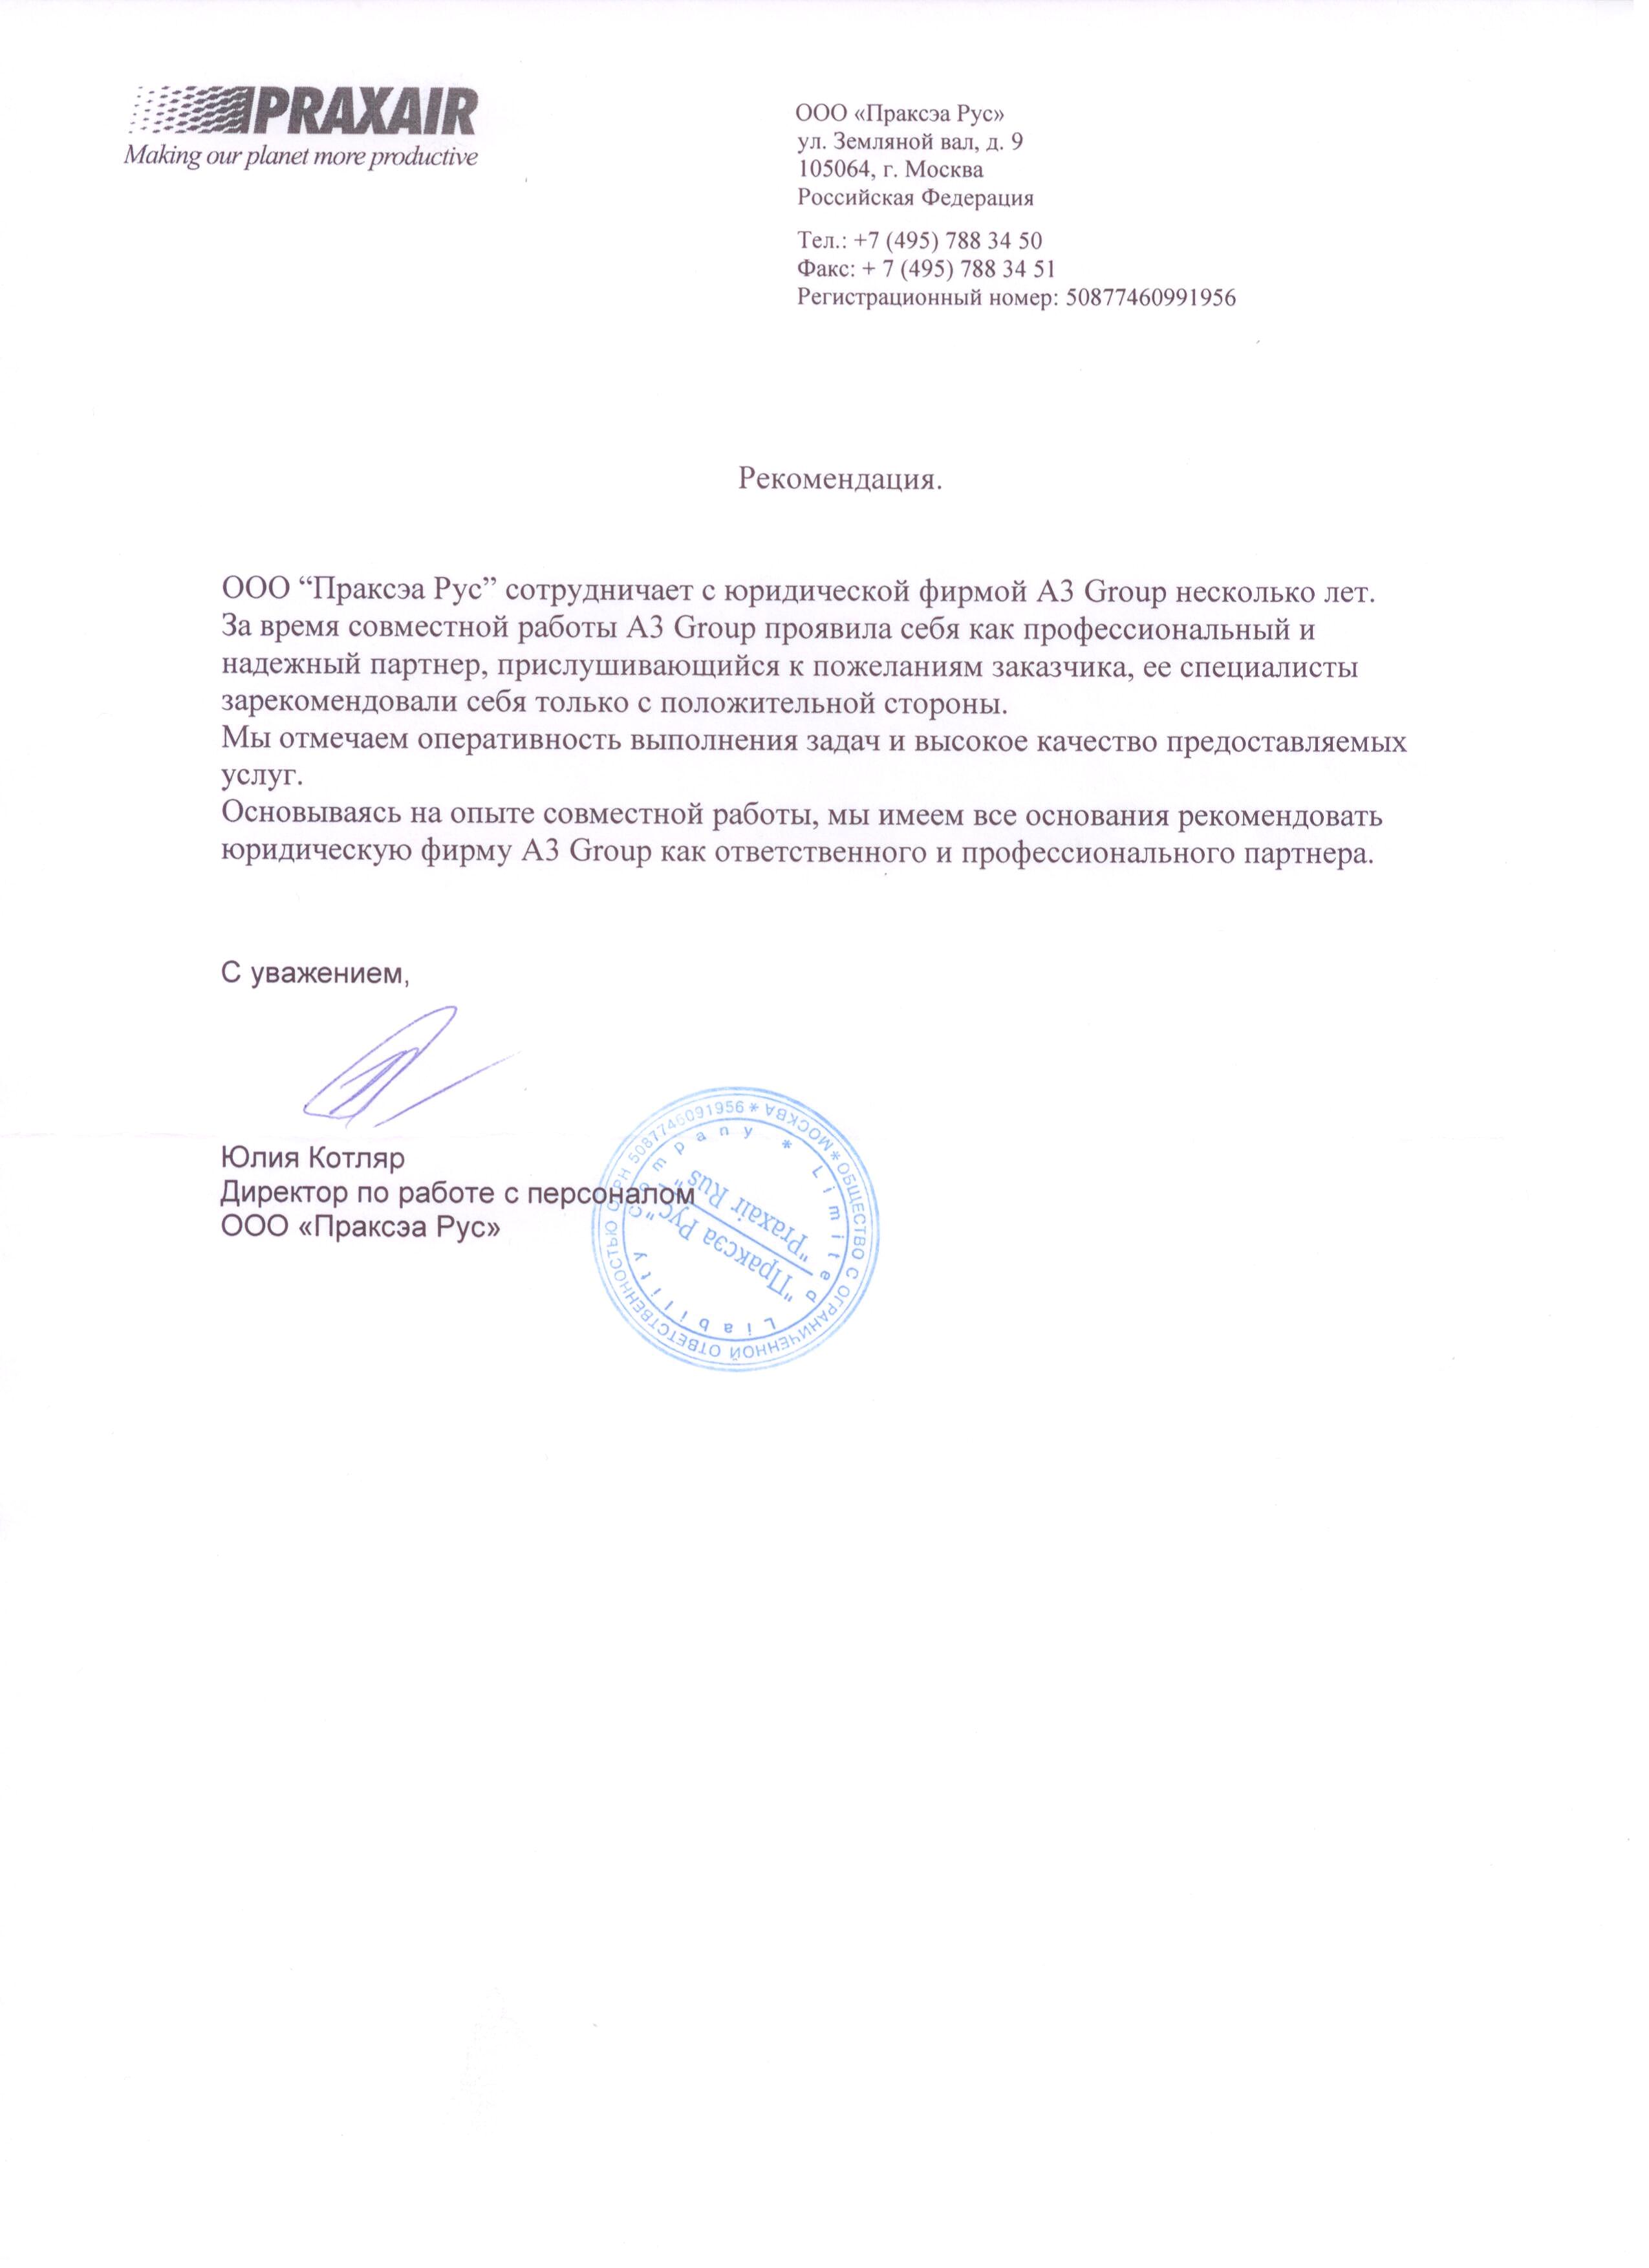 PRAXAIR
Making our planet more productive
ООО «Праксэа Рус»
ул. Земляной вал, д. 9
105064, г. Москва
Российская Федерация
Тел.: +7 (495) 788 34 50
Факс: + 7 (495) 788 34 51
Регистрационный номер: 50877460991956
Рекомендация.
ООО “Праксэа Рус” сотрудничает с юридической фирмой A3 Group несколько лет.
За время совместной работы A3 Group проявила себя как профессиональный и
надежный партнер, прислушивающийся к пожеланиям заказчика, ее специалисты
зарекомендовали себя только с положительной стороны.
Мы отмечаем оперативность выполнения задач и высокое качество предоставляемых
услуг.
Основываясь на опыте совместной работы, мы имеем все основания рекомендовать
юридическую фирму A3 Group как ответственного и профессионального партнера.
С уважением,
Юлия Котляр
Директор по работе с персоналом
ООО «Праксэа Рус»
ОБЩЕСТВО С ОГРАНИЧЕННОЙ ОТВЕТСТВЕННОСТЬЮ ОГРН 5087746091956 * МОСКВА *
Limited Liability Company *
"Праксэа Рус"
"Praxair Rus"